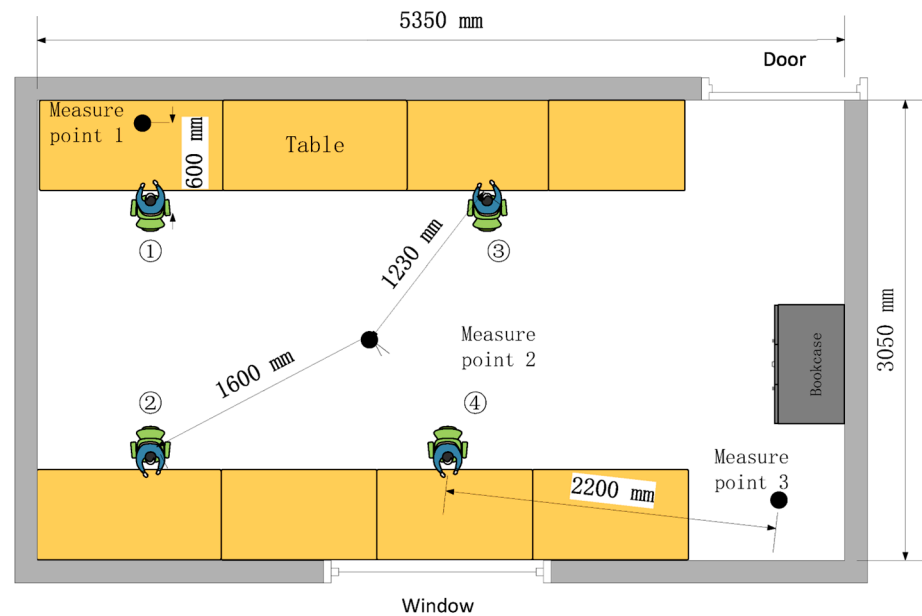 5350 mm
Door
Measure
point 1
600 mm
Table
①
③
1230 mm
Measure
point 2
3050 mm
Bookcase
1600 mm
②
④
Measure
point 3
2200 mm
Window